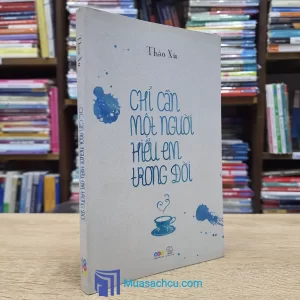 Thảo Xù
CHỈ CẦN
MỘT NGƯỜI
HIỂU EM
TRONG ĐỜI
Muasachcu.com